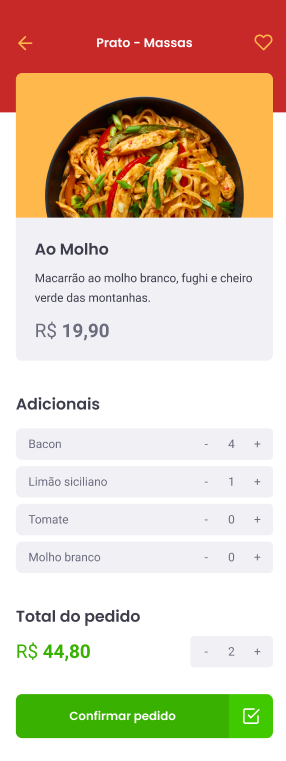 Prato - Massas
Ao Molho
Macarrão ao molho branco, fughi e cheiro
verde das montanhas.
R$ 19,90
Adicionais
Bacon - 4 +
Limão siciliano - 1 +
Tomate - 0 +
Molho branco - 0 +
Total do pedido
R$ 44,80 - 2 +
Confirmar pedido